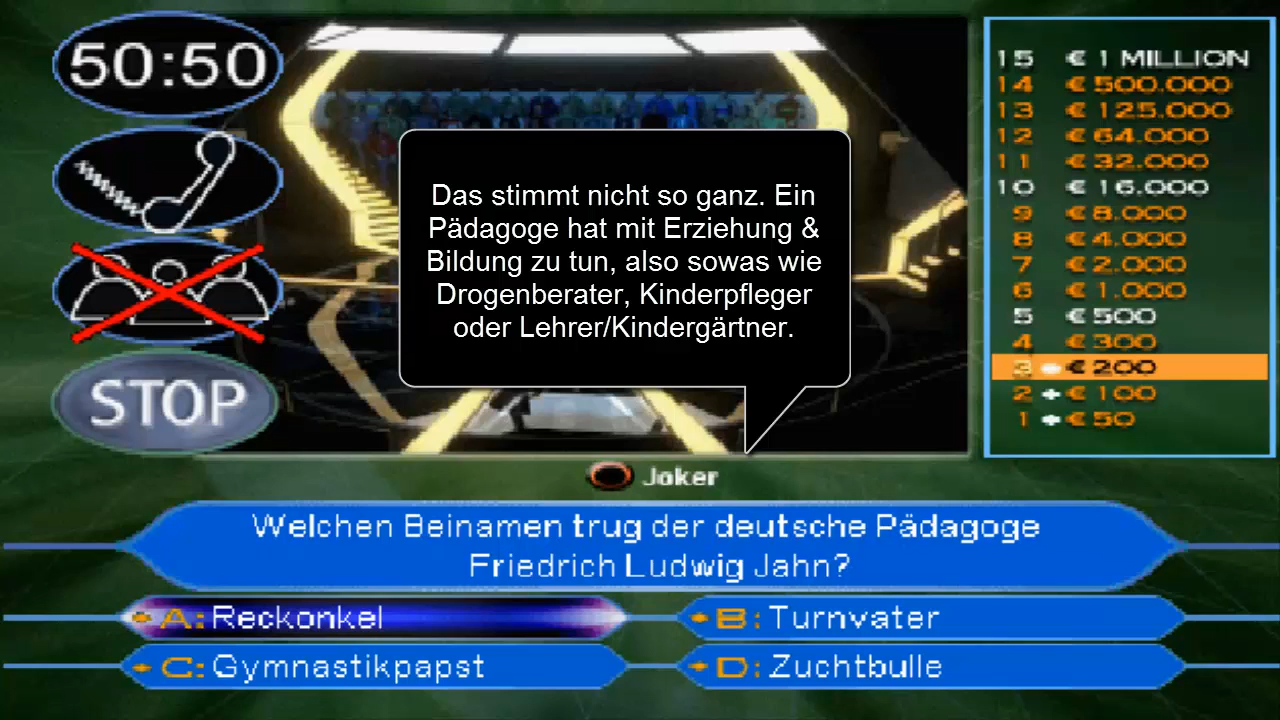 50:50
STOP
Das stimmt nicht so ganz. Ein
Pädagoge hat mit Erziehung &
Bildung zu tun, also sowas wie
Drogenberater, Kinderpfleger
oder Lehrer/Kindergärtner.
15 € 1 MILLION
14 € 500.000
13 € 125.000
12 € 64.000
11 € 32.000
10 € 16.000
9 € 8.000
8 € 4.000
7 € 2.000
6 € 1.000
5 € 500
4 € 300
3 € 200
2 € 100
1 € 50
Joker
Welchen Beinamen trug der deutsche Pädagoge
Friedrich Ludwig Jahn?
A: Reckonkel
B: Turnvater
C: Gymnastikpapst
D: Zuchtbulle